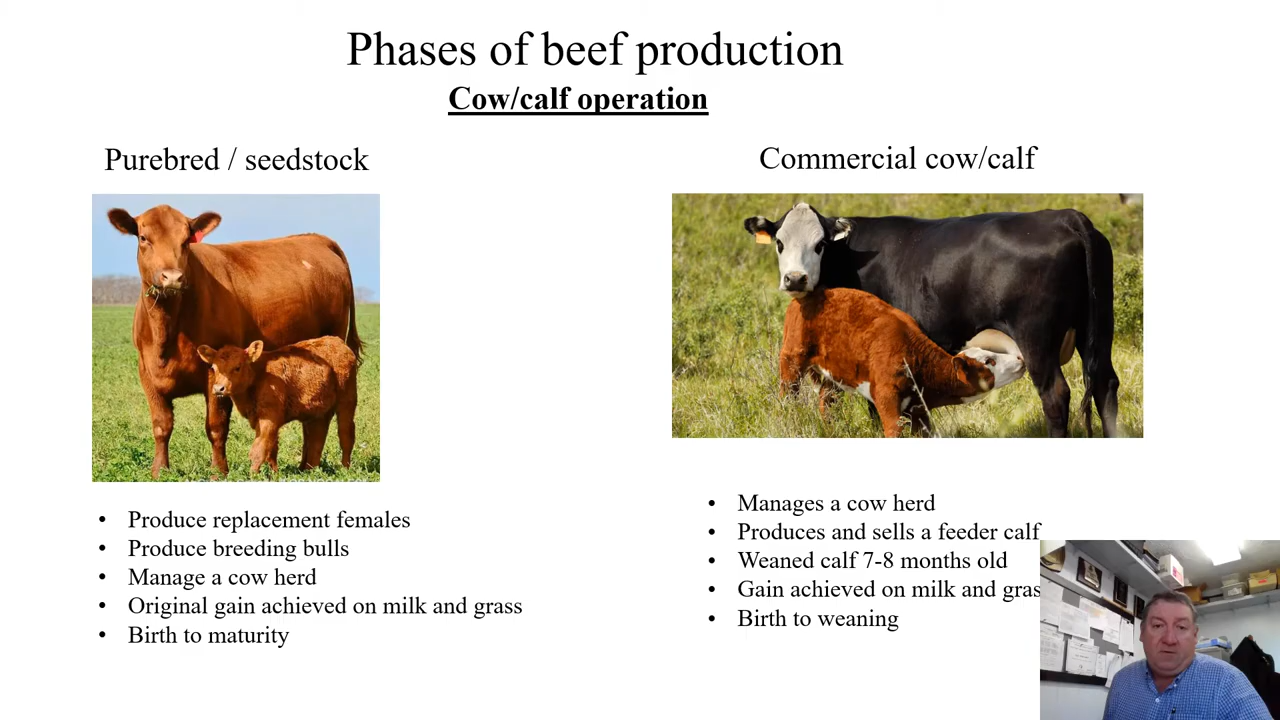 Phases of beef production
Cow/calf operation
Purebred / seedstock
• Produce replacement females
• Produce breeding bulls
• Manage a cow herd
• Original gain achieved on milk and grass
• Birth to maturity
Commercial cow/calf
• Manages a cow herd
• Produces and sells a feeder calf
• Weaned calf 7-8 months old
• Gain achieved on milk and gras
• Birth to weaning